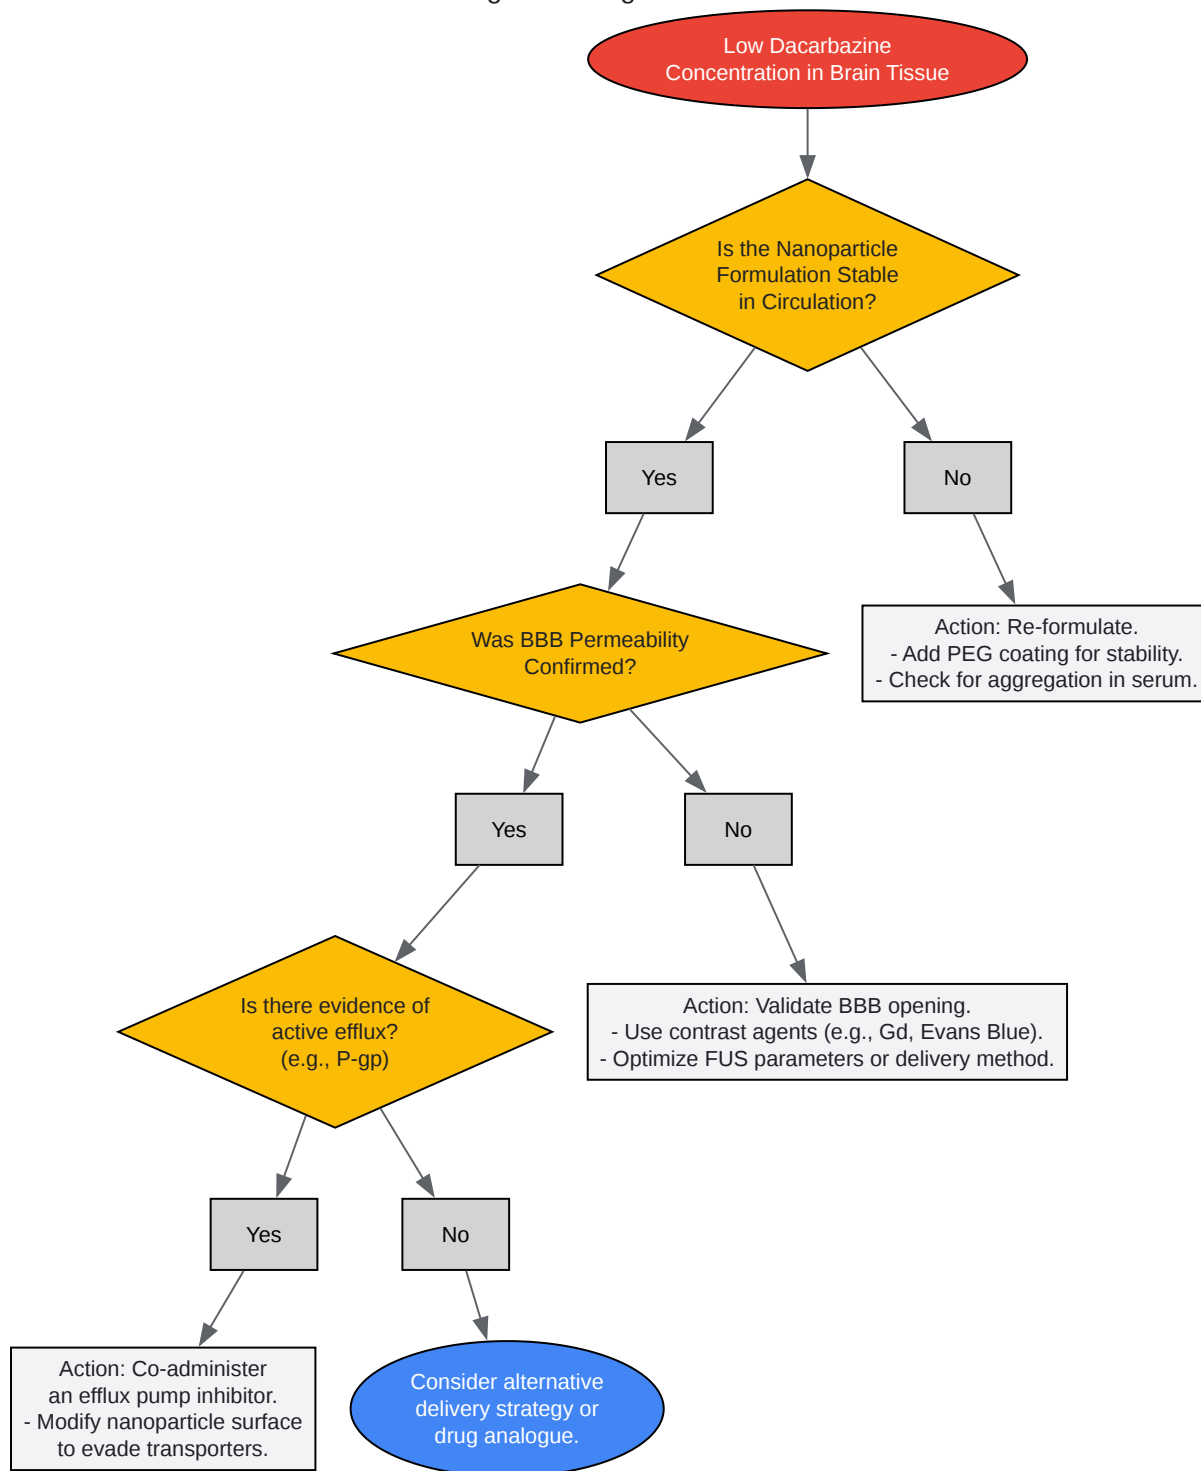 Low Dacarbazine
Concentration in Brain Tissue
Is the Nanoparticle
Formulation Stable
in Circulation?
Yes
No
Was BBB Permeability
Confirmed?
Action: Re-formulate.
- Add PEG coating for stability.
- Check for aggregation in serum.
Yes
No
Is there evidence of
active efflux?
(e.g., P-gp)
Action: Validate BBB opening.
- Use contrast agents (e.g., Gd, Evans Blue).
- Optimize FUS parameters or delivery method.
Yes
No
Action: Co-administer
an efflux pump inhibitor.
- Modify nanoparticle surface
to evade transporters.
Consider alternative
delivery strategy or
drug analogue.